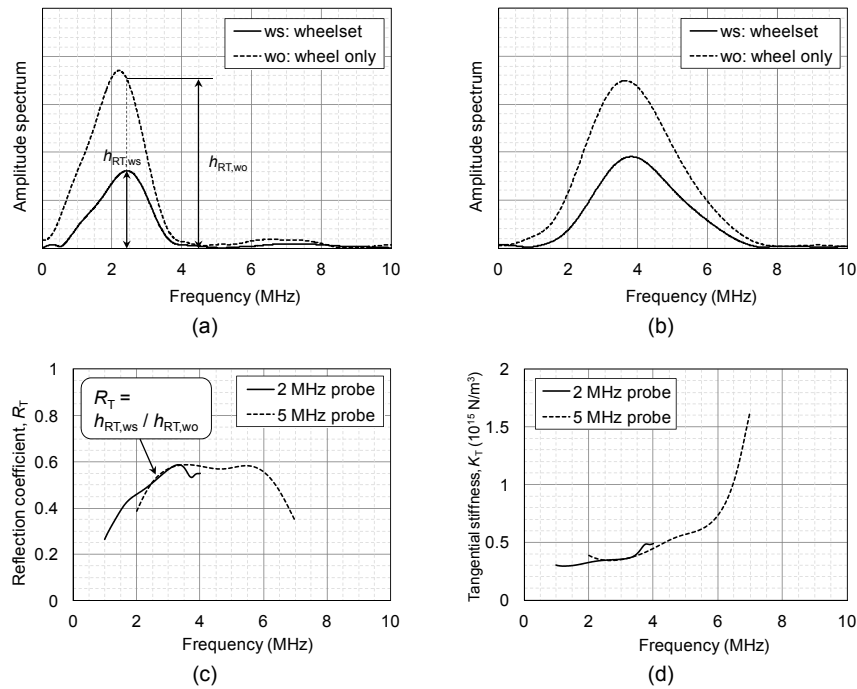 ws: wheelset
wo: wheel only
Amplitude spectrum
h_RT,ws
h_RT,wo
0 2 4 6 8 10
Frequency (MHz)
(a)
ws: wheelset
wo: wheel only
Amplitude spectrum
0 2 4 6 8 10
Frequency (MHz)
(b)
1
0.8
0.6
0.4
0.2
0
Reflection coefficient, R_T
R_T =
h_RT,ws / h_RT,wo
2 MHz probe
5 MHz probe
0 2 4 6 8 10
Frequency (MHz)
(c)
2
1.5
1
0.5
0
Tangential stiffness, K_T (10^15 N/m^3)
2 MHz probe
5 MHz probe
0 2 4 6 8 10
Frequency (MHz)
(d)